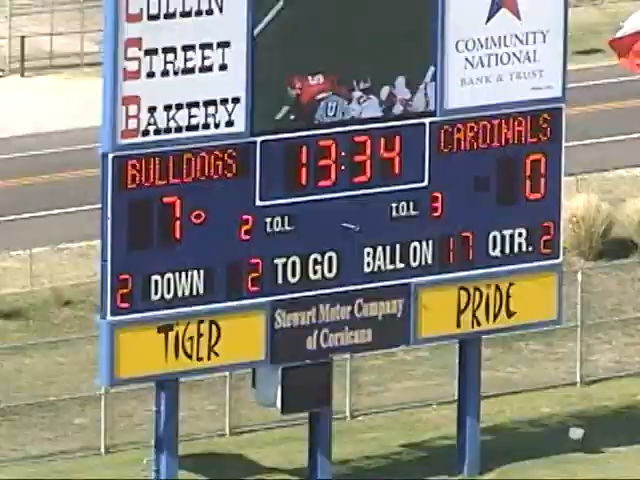 COLLIN
STREET
BAKERY
COMMUNITY
NATIONAL
BANK & TRUST
BULLDOGS 13:34 CARDINALS
7 2 T.O.L. T.O.L. 3 0
2 DOWN 2 TO GO BALL ON 17 QTR. 2
TiGER
Stewart Motor Company
of Corsicana
PRiDE